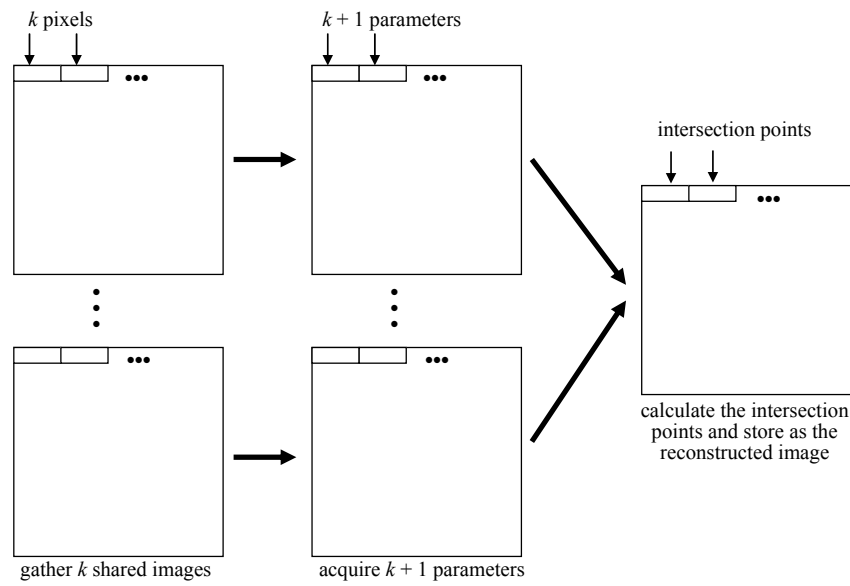 k pixels
k + 1 parameters
intersection points
calculate the intersection
points and store as the
reconstructed image
gather k shared images
acquire k + 1 parameters